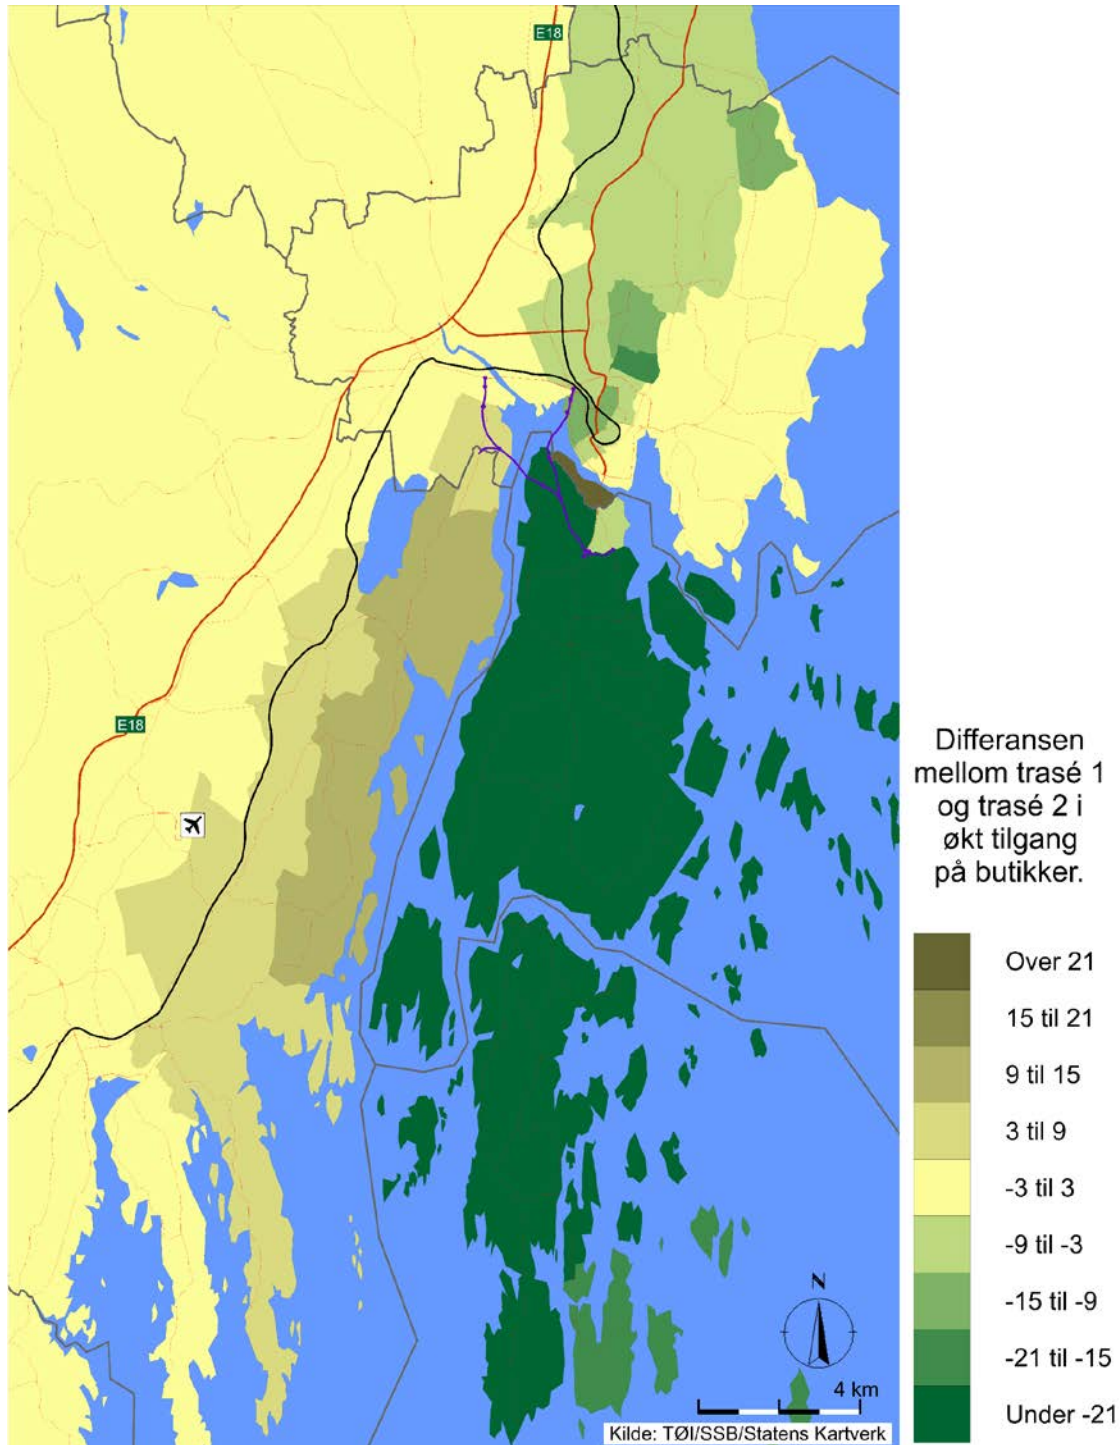 E18
E18
Differansen
mellom trasé 1
og trasé 2 i
økt tilgang
på butikker.
Over 21
15 til 21
9 til 15
3 til 9
-3 til 3
-9 til -3
-15 til -9
-21 til -15
Under -21
N
4 km
Kilde: TØI/SSB/Statens Kartverk